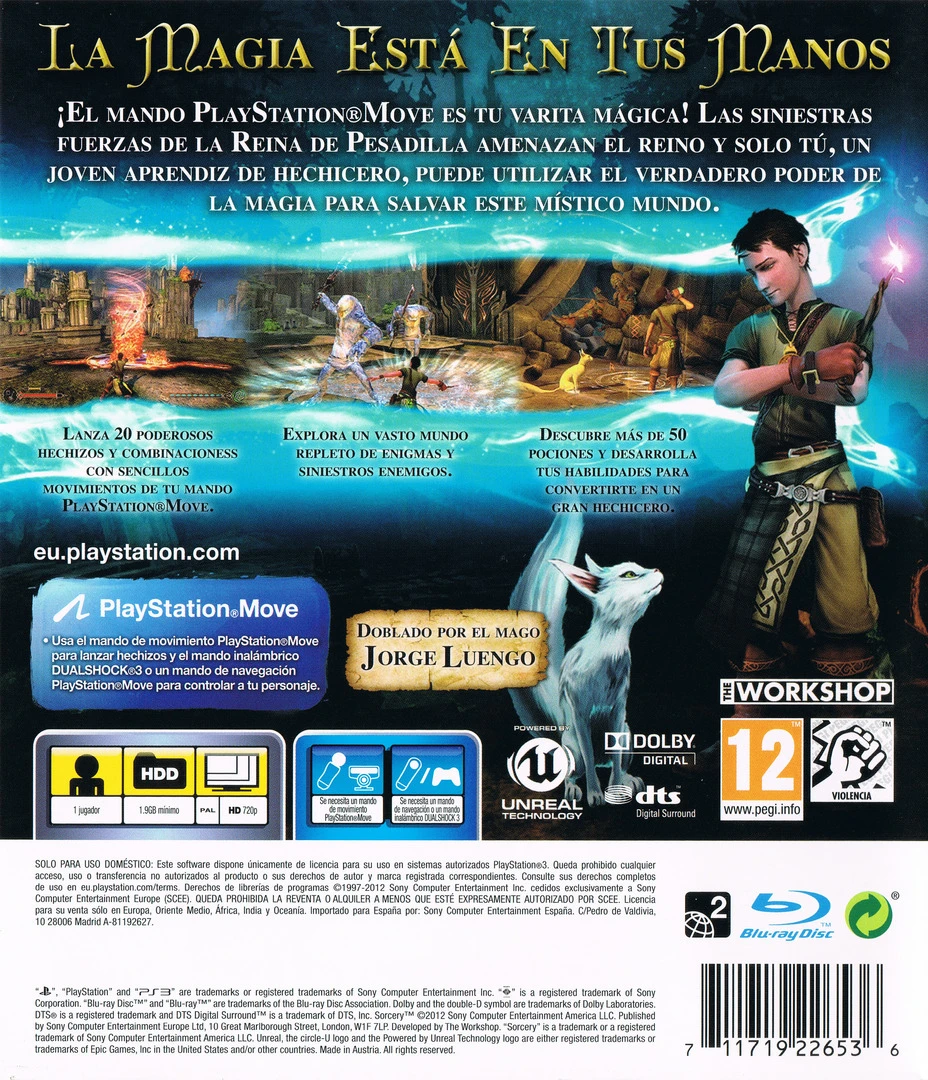 La Magia Está En Tus Manos
¡El mando PlayStation®Move es tu varita mágica! Las siniestras
fuerzas de la Reina de Pesadilla amenazan el reino y solo tú, un
joven aprendiz de hechicero, puede utilizar el verdadero poder de
la magia para salvar este místico mundo.
Lanza 20 poderosos
hechizos y combinacioness
con sencillos
movimientos de tu mando
PlayStation®Move.
Explora un vasto mundo
repleto de enigmas y
siniestros enemigos.
Descubre más de 50
pociones y desarrolla
tus habilidades para
convertirte en un
gran hechicero.
eu.playstation.com
PlayStation®Move
• Usa el mando de movimiento PlayStation®Move
para lanzar hechizos y el mando inalámbrico
DUALSHOCK®3 o un mando de navegación
PlayStation®Move para controlar a tu personaje.
Doblado por el mago
Jorge Luengo
THE WORKSHOP
HDD
1 jugador
1.9GB mínimo
PAL
HD 720p
Se necesita un mando
de movimiento
PlayStation®Move
Se necesita un mando
de navegación o un mando
inalámbrico DUALSHOCK 3
POWERED BY
UNREAL
TECHNOLOGY
DOLBY
DIGITAL
dts
Digital Surround
12
www.pegi.info
VIOLENCIA
SOLO PARA USO DOMÉSTICO: Este software dispone únicamente de licencia para su uso en sistemas autorizados PlayStation®3. Queda prohibido cualquier
acceso, uso o transferencia no autorizados al producto o sus derechos de autor y marca registrada correspondientes. Consulte sus derechos completos
de uso en eu.playstation.com/terms. Derechos de librerías de programas ©1997-2012 Sony Computer Entertainment Inc. cedidos exclusivamente a Sony
Computer Entertainment Europe (SCEE). QUEDA PROHIBIDA LA REVENTA O ALQUILER A MENOS QUE ESTÉ EXPRESAMENTE AUTORIZADO POR SCEE. Licencia
para su venta sólo en Europa, Oriente Medio, África, India y Oceanía. Importado para España por: Sony Computer Entertainment España. C/Pedro de Valdivia,
10 28006 Madrid A-81192627.
2
Blu-ray Disc™
®
" ", "PlayStation" and "PS3" are trademarks or registered trademarks of Sony Computer Entertainment Inc. " " is a registered trademark of Sony
Corporation. "Blu-ray Disc™" and "Blu-ray™" are trademarks of the Blu-ray Disc Association. Dolby and the double-D symbol are trademarks of Dolby Laboratories.
DTS® is a registered trademark and DTS Digital Surround™ is a trademark of DTS, Inc. Sorcery ™©2012 Sony Computer Entertainment America LLC. Published
by Sony Computer Entertainment Europe Ltd, 10 Great Marlborough Street, London, W1F 7LP. Developed by The Workshop. "Sorcery" is a trademark or a registered
trademark of Sony Computer Entertainment America LLC. Unreal, the circle-U logo and the Powered by Unreal Technology logo are either registered trademarks or
trademarks of Epic Games, Inc in the United States and/or other countries. Made in Austria. All rights reserved.
7 11719 22653 6